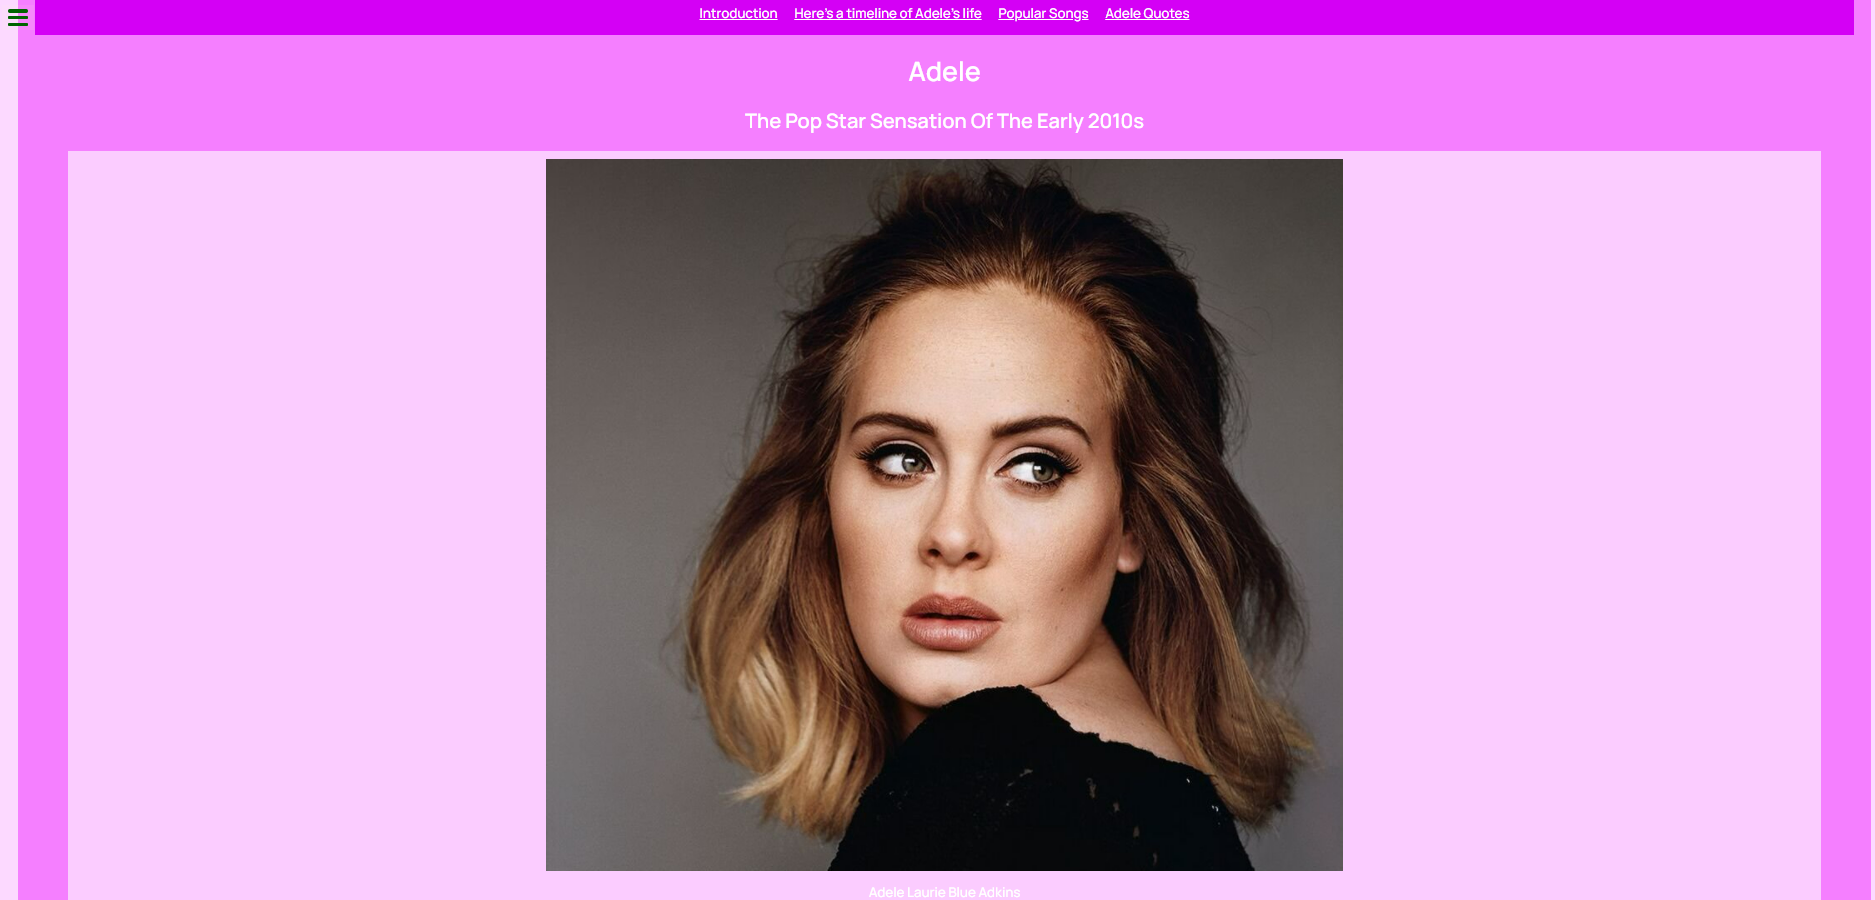 Introduction Here's a timeline of Adele's life Popular Songs Adele Quotes
Adele
The Pop Star Sensation Of The Early 2010s
Adele Laurie Blue Adkins